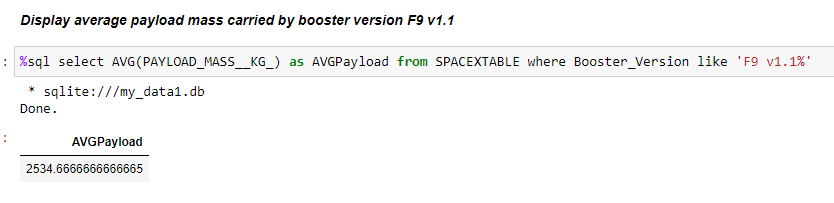 Display average payload mass carried by booster version F9 v1.1
: %sql select AVG(PAYLOAD_MASS__KG_) as AVGPayload from SPACEXTABLE where Booster_Version like 'F9 v1.1%'
* sqlite:///my_data1.db
Done.
:
AVGPayload
2534.6666666666665